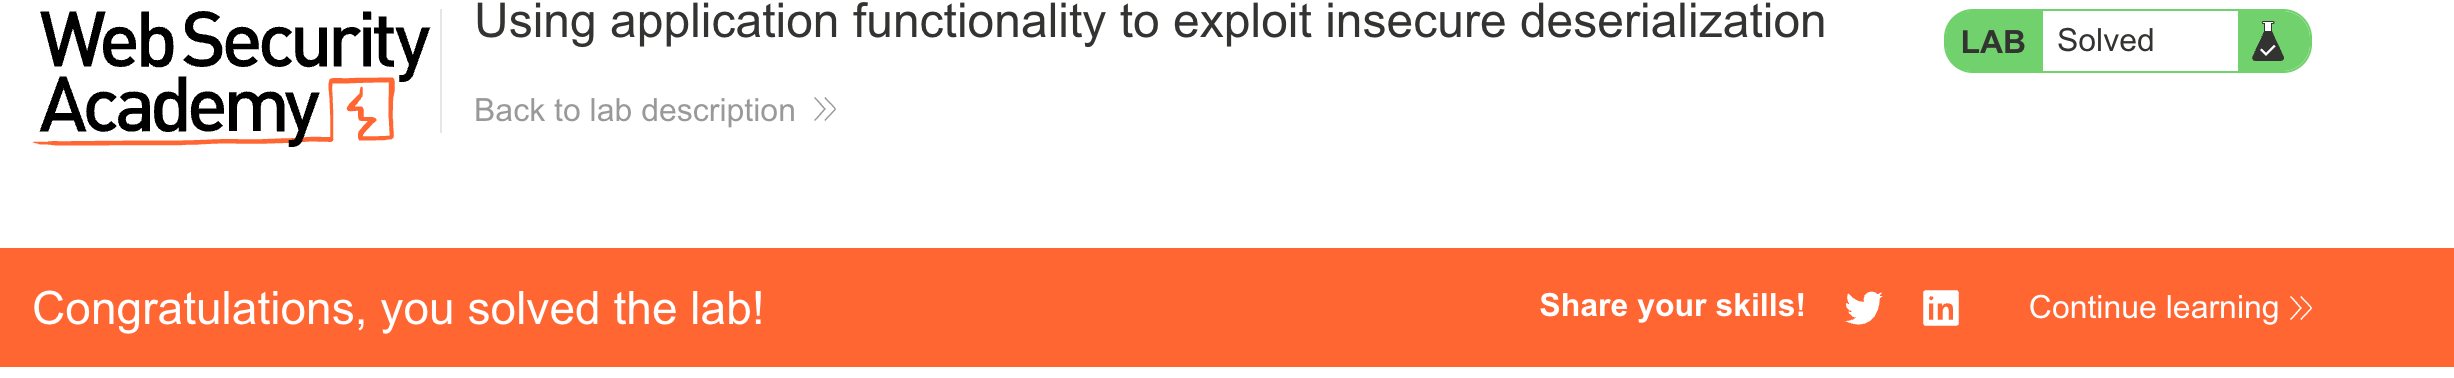 Web Security
Academy
Using application functionality to exploit insecure deserialization
Back to lab description
LAB Solved
Congratulations, you solved the lab!
Share your skills!
Continue learning